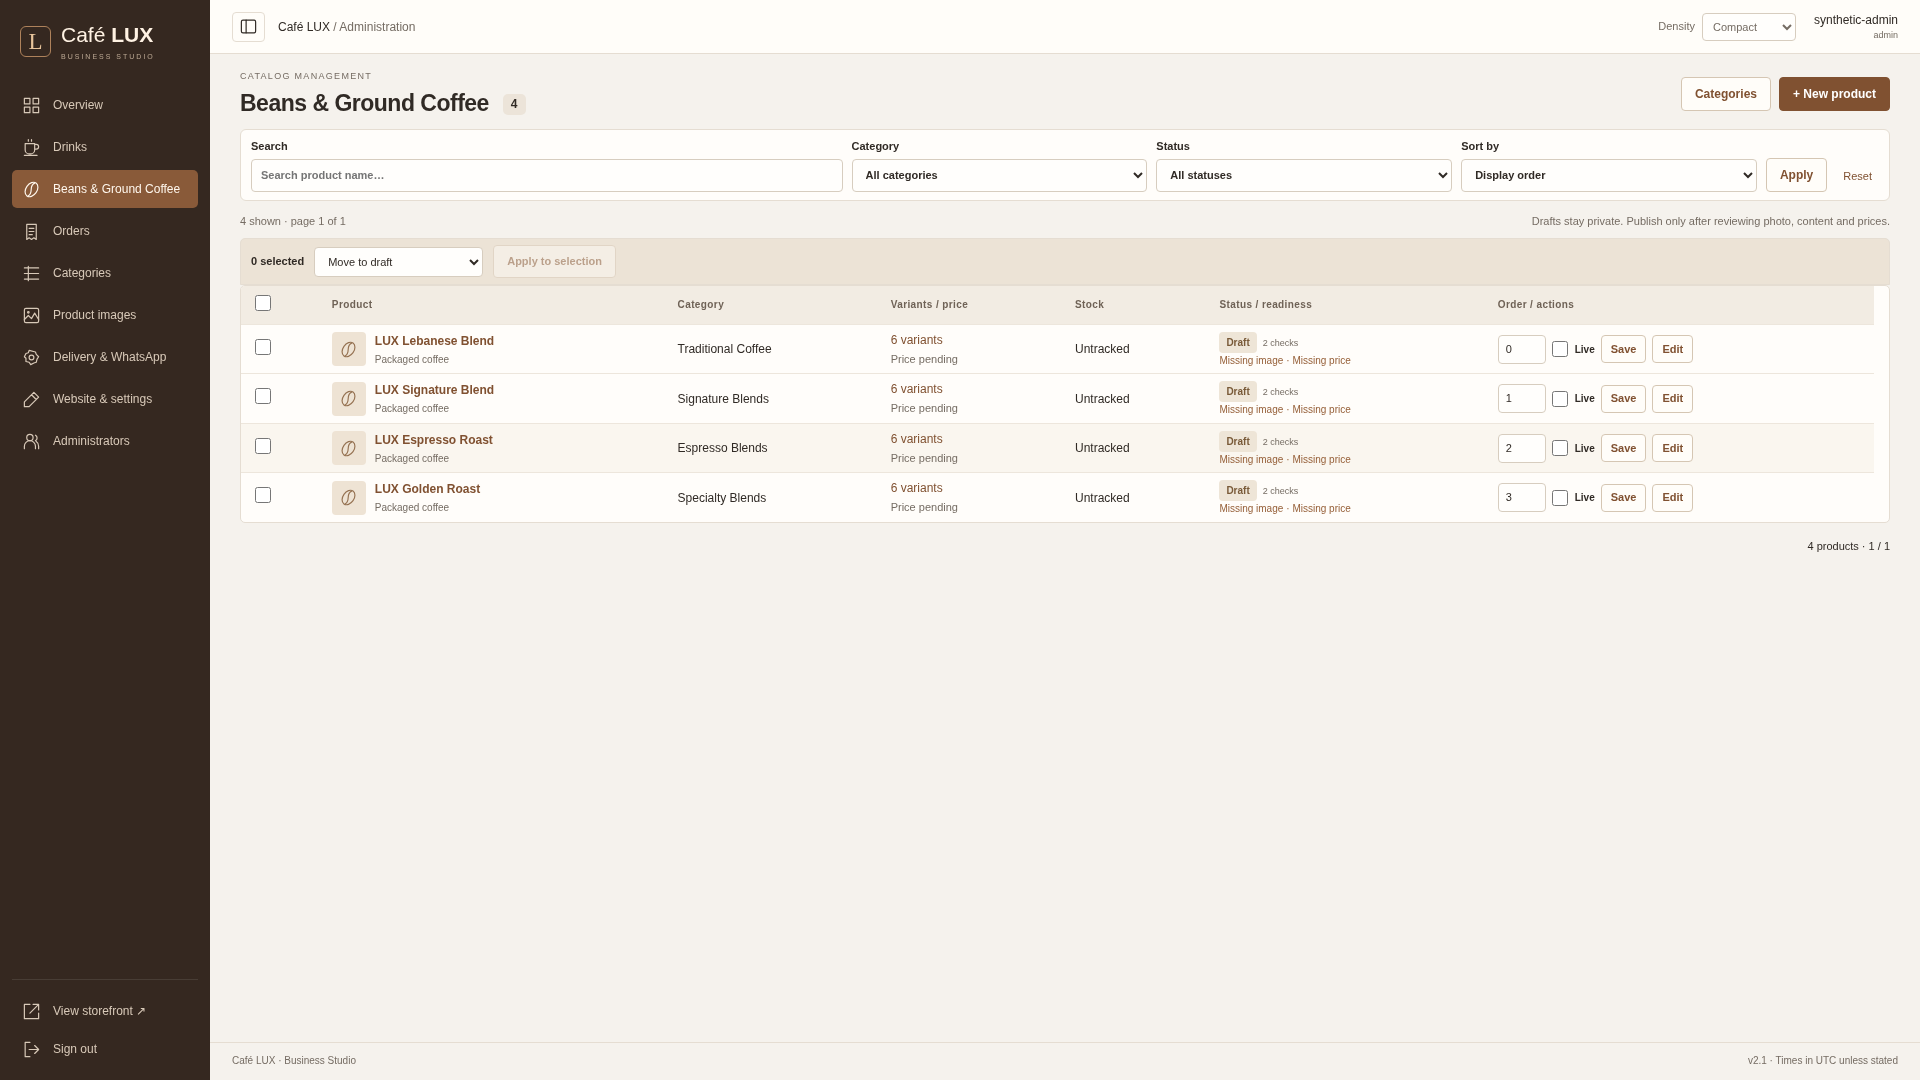 L
Café LUX
BUSINESS STUDIO
Overview
Drinks
Beans & Ground Coffee
Orders
Categories
Product images
Delivery & WhatsApp
Website & settings
Administrators
View storefront ↗
Sign out
Café LUX / Administration
Density
Compact
synthetic-admin
admin
CATALOG MANAGEMENT
Beans & Ground Coffee 4
Categories
+ New product
Search
Category
Status
Sort by
Search product name…
All categories
All statuses
Display order
Apply
Reset
4 shown · page 1 of 1
Drafts stay private. Publish only after reviewing photo, content and prices.
0 selected
Move to draft
Apply to selection
Product
Category
Variants / price
Stock
Status / readiness
Order / actions
LUX Lebanese Blend
Packaged coffee
Traditional Coffee
6 variants
Price pending
Untracked
Draft 2 checks
Missing image · Missing price
0
Live
Save
Edit
LUX Signature Blend
Packaged coffee
Signature Blends
6 variants
Price pending
Untracked
Draft 2 checks
Missing image · Missing price
1
Live
Save
Edit
LUX Espresso Roast
Packaged coffee
Espresso Blends
6 variants
Price pending
Untracked
Draft 2 checks
Missing image · Missing price
2
Live
Save
Edit
LUX Golden Roast
Packaged coffee
Specialty Blends
6 variants
Price pending
Untracked
Draft 2 checks
Missing image · Missing price
3
Live
Save
Edit
4 products · 1 / 1
Café LUX · Business Studio
v2.1 · Times in UTC unless stated